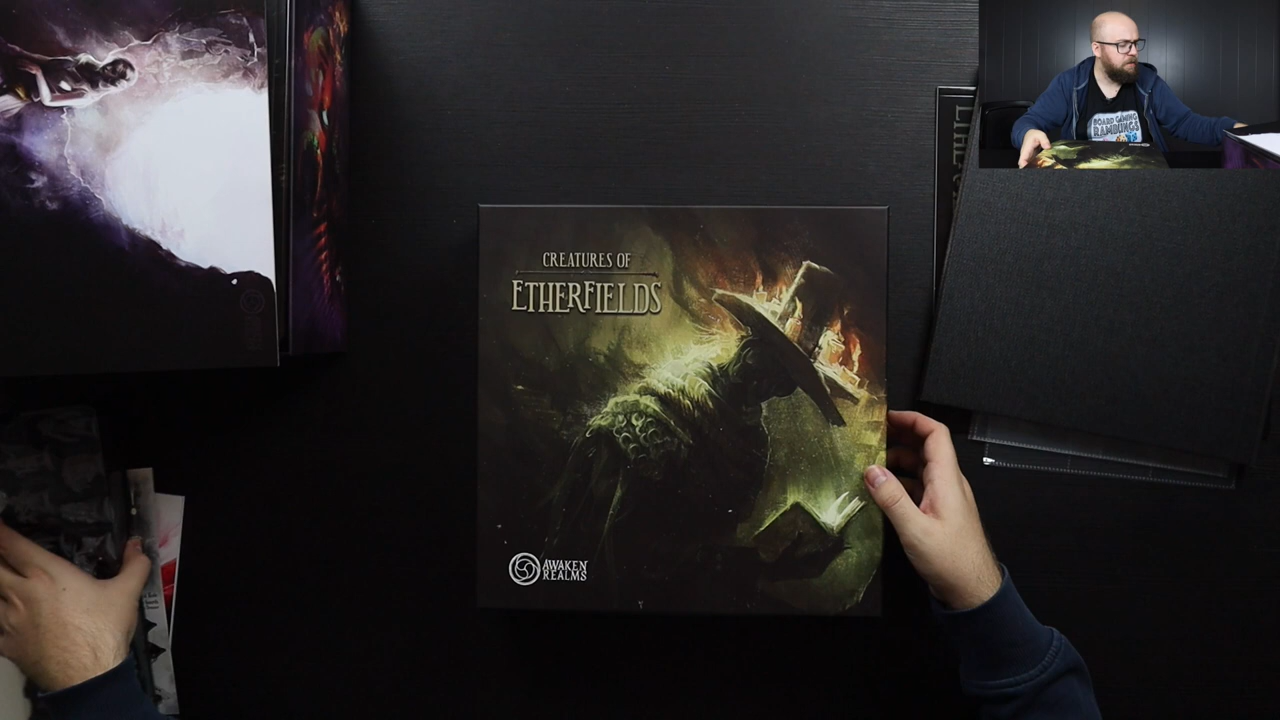 CREATURES OF
ETHERFIELDS
AWAKEN
REALMS
BOARD GAMING
RAMBLINGS